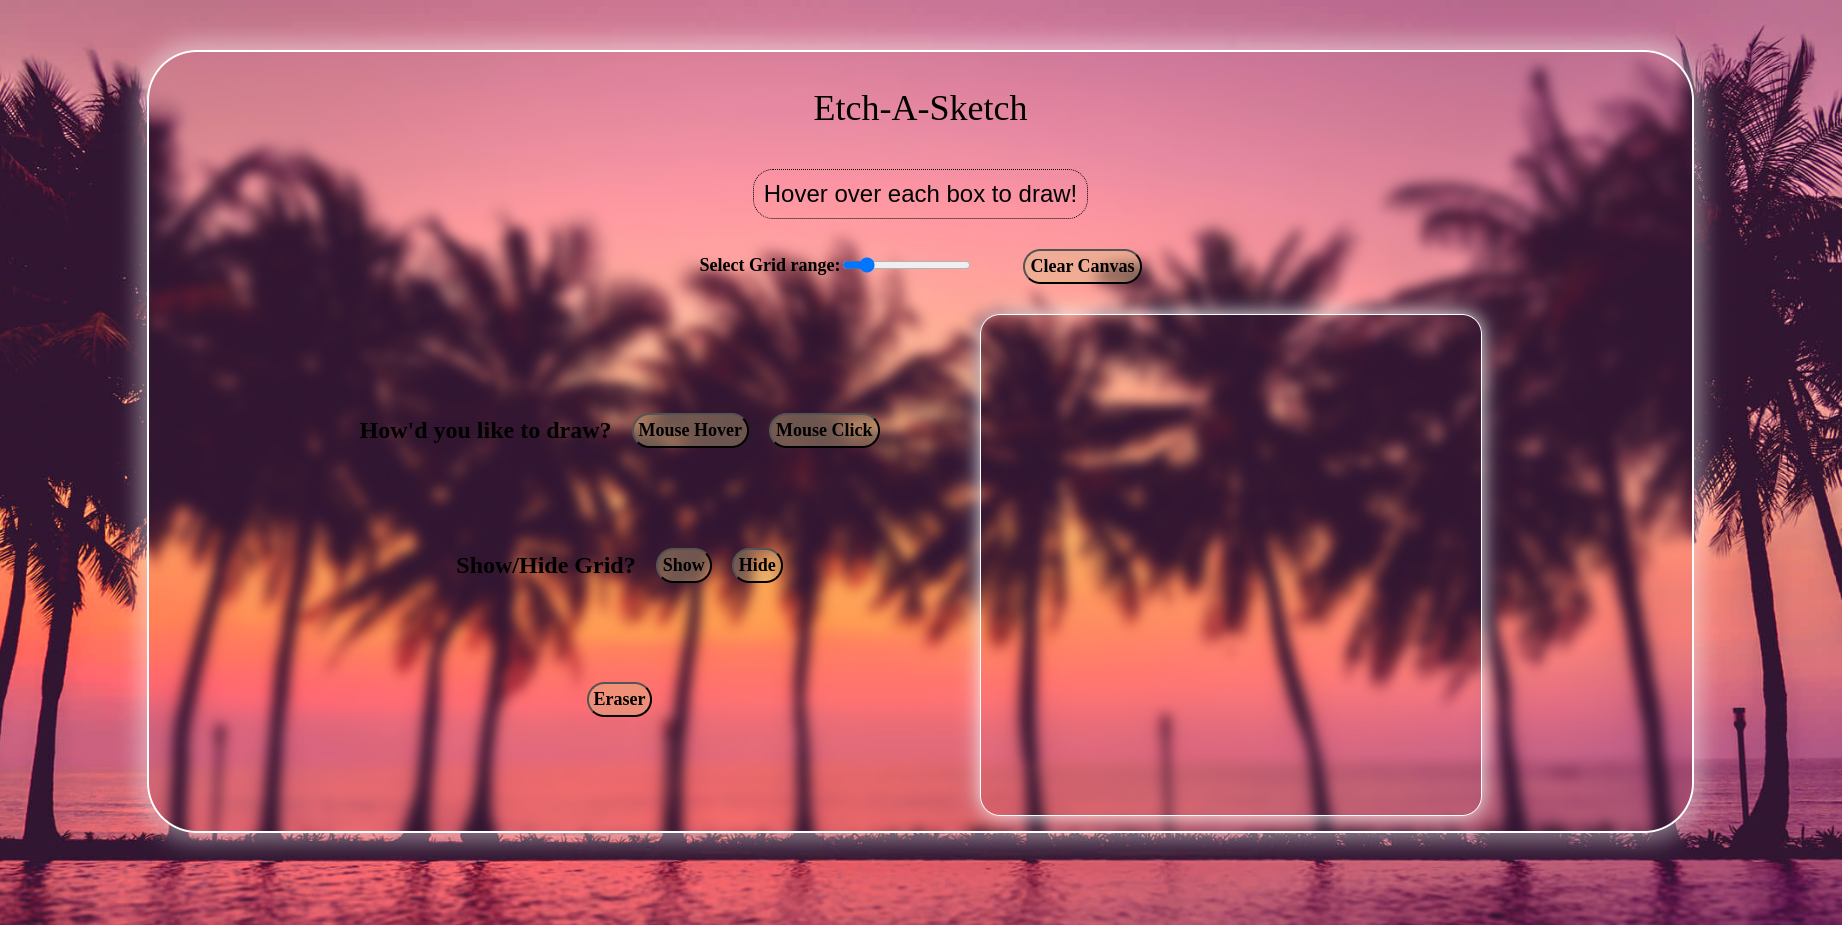 Etch-A-Sketch
Hover over each box to draw!
Select Grid range:
Clear Canvas
How'd you like to draw? Mouse Hover Mouse Click
Show/Hide Grid? Show Hide
Eraser